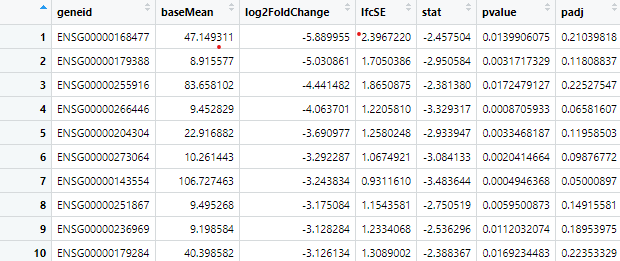 geneid baseMean log2FoldChange lfcSE stat pvalue padj
1 ENSG00000168477 47.149311 -5.889955 2.3967220 -2.457504 0.0139906075 0.21039818
2 ENSG00000179388 8.915577 -5.030861 1.7050386 -2.950584 0.0031717329 0.11808837
3 ENSG00000255916 83.658102 -4.441482 1.8650875 -2.381380 0.0172479127 0.22527547
4 ENSG00000266446 9.452829 -4.063701 1.2205810 -3.329317 0.0008705933 0.06581607
5 ENSG00000204304 22.916882 -3.690977 1.2580248 -2.933947 0.0033468187 0.11958503
6 ENSG00000273064 10.261443 -3.292287 1.0674921 -3.084133 0.0020414664 0.09876772
7 ENSG00000143554 106.727463 -3.243834 0.9311610 -3.483644 0.0004946368 0.05000897
8 ENSG00000251867 9.495268 -3.175084 1.1543581 -2.750519 0.0059500873 0.14915581
9 ENSG00000236969 9.198584 -3.128284 1.2334068 -2.536296 0.0112032074 0.18953975
10 ENSG00000179284 40.398582 -3.126134 1.3089002 -2.388367 0.0169234483 0.22353329